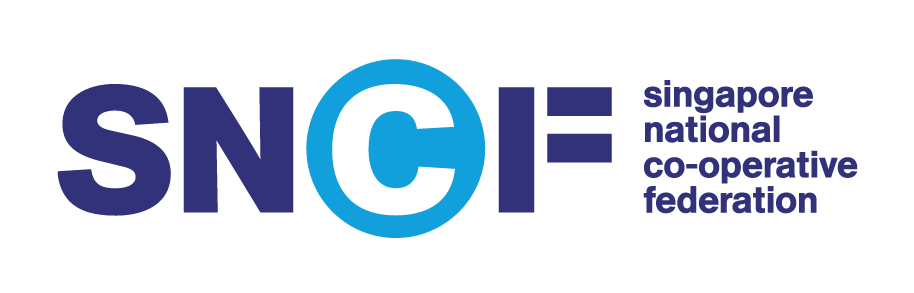 SNCF
singapore
national
co-operative
federation